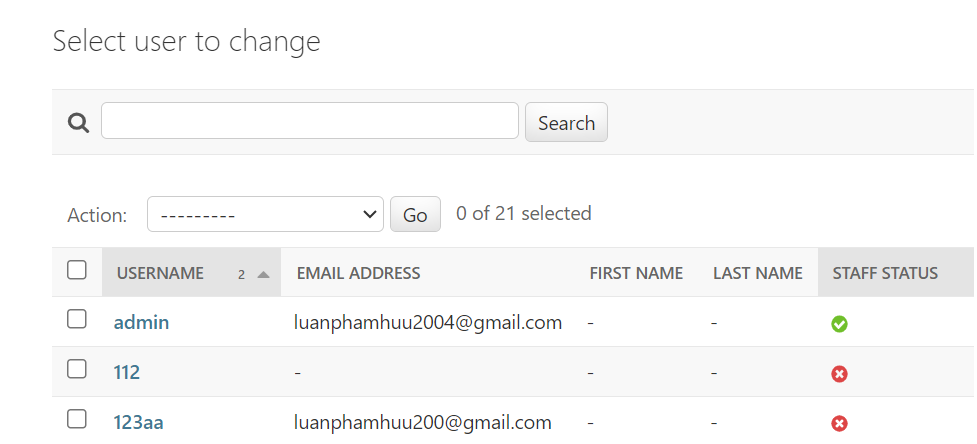 Select user to change
Search
Action: --------- Go 0 of 21 selected
USERNAME 2 EMAIL ADDRESS FIRST NAME LAST NAME STAFF STATUS
admin luanphamhuu2004@gmail.com - -
112 - - -
123aa luanphamhuu200@gmail.com - -